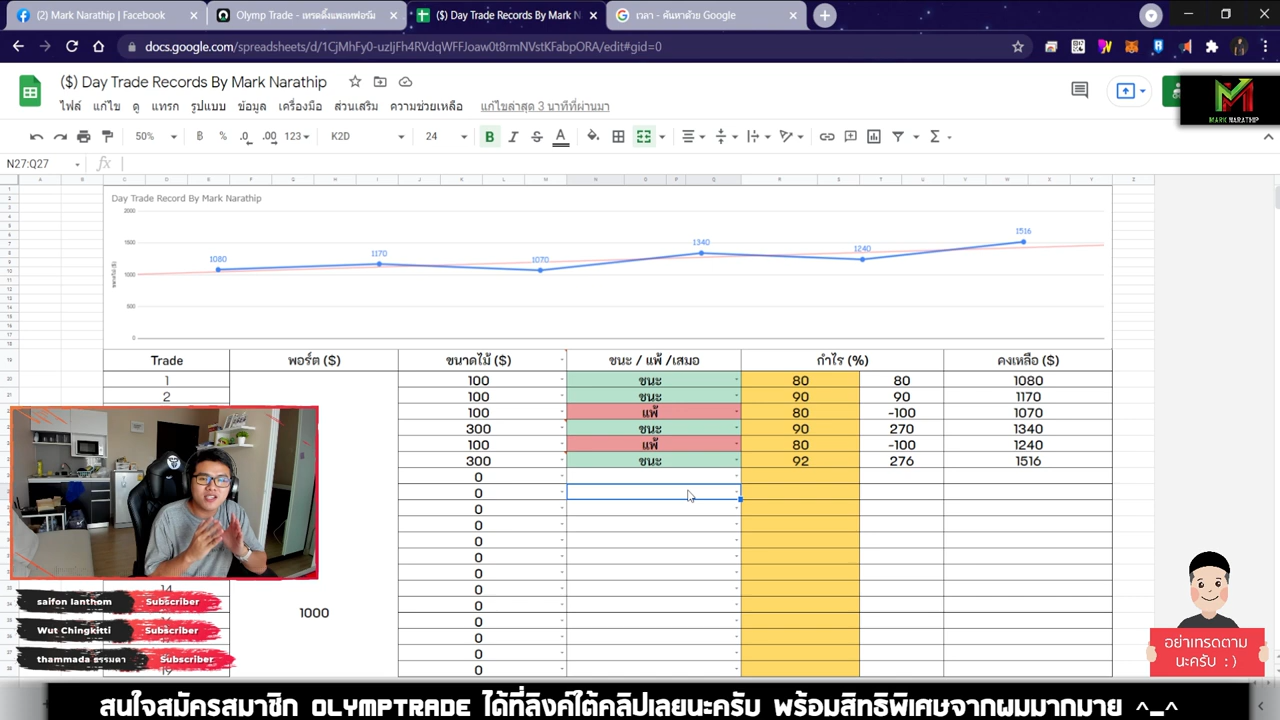 (2) Mark Narathip | Facebook
Olymp Trade - เทรดดิ้งแพลทฟอร์ม
($) Day Trade Records By Mark N
เวลา - ค้นหาด้วย Google
docs.google.com/spreadsheets/d/1CjMhFy0-uzIjFh4RVdqWFFJoaw0t8rmNVstKFabpORA/edit#gid=0
($) Day Trade Records By Mark Narathip
ไฟล์ แก้ไข ดู แทรก รูปแบบ ข้อมูล เครื่องมือ ส่วนเสริม ความช่วยเหลือ แก้ไขล่าสุด 3 นาทีที่ผ่านมา
MARK NARATHIP
50% ฿ % .0 .00 123 K2D 24 B I S A
N27:Q27 fx
Day Trade Record By Mark Narathip
2000
1500
1000
500
0
1080 1170 1070 1340 1240 1516
Trade พอร์ต ($) ขนาดไม้ ($) ชนะ / แพ้ /เสมอ กำไร (%) คงเหลือ ($)
1 100 ชนะ 80 80 1080
2 100 ชนะ 90 90 1170
100 แพ้ 80 -100 1070
300 ชนะ 90 270 1340
100 แพ้ 80 -100 1240
300 ชนะ 92 276 1516
0
0
0
0
0
0
0
14 0
0
1000
0
0
0
19 0
saifon lanthom Subscriber
Wut Chingkitti Subscriber
thammada ธรรมดา Subscriber
อย่าเทรดตาม
นะครับ : )
สนใจสมัครสมาชิก OLYMPTRADE ได้ที่ลิงค์ใต้คลิปเลยนะครับ พร้อมสิทธิพิเศษจากผมมากมาย ^_^